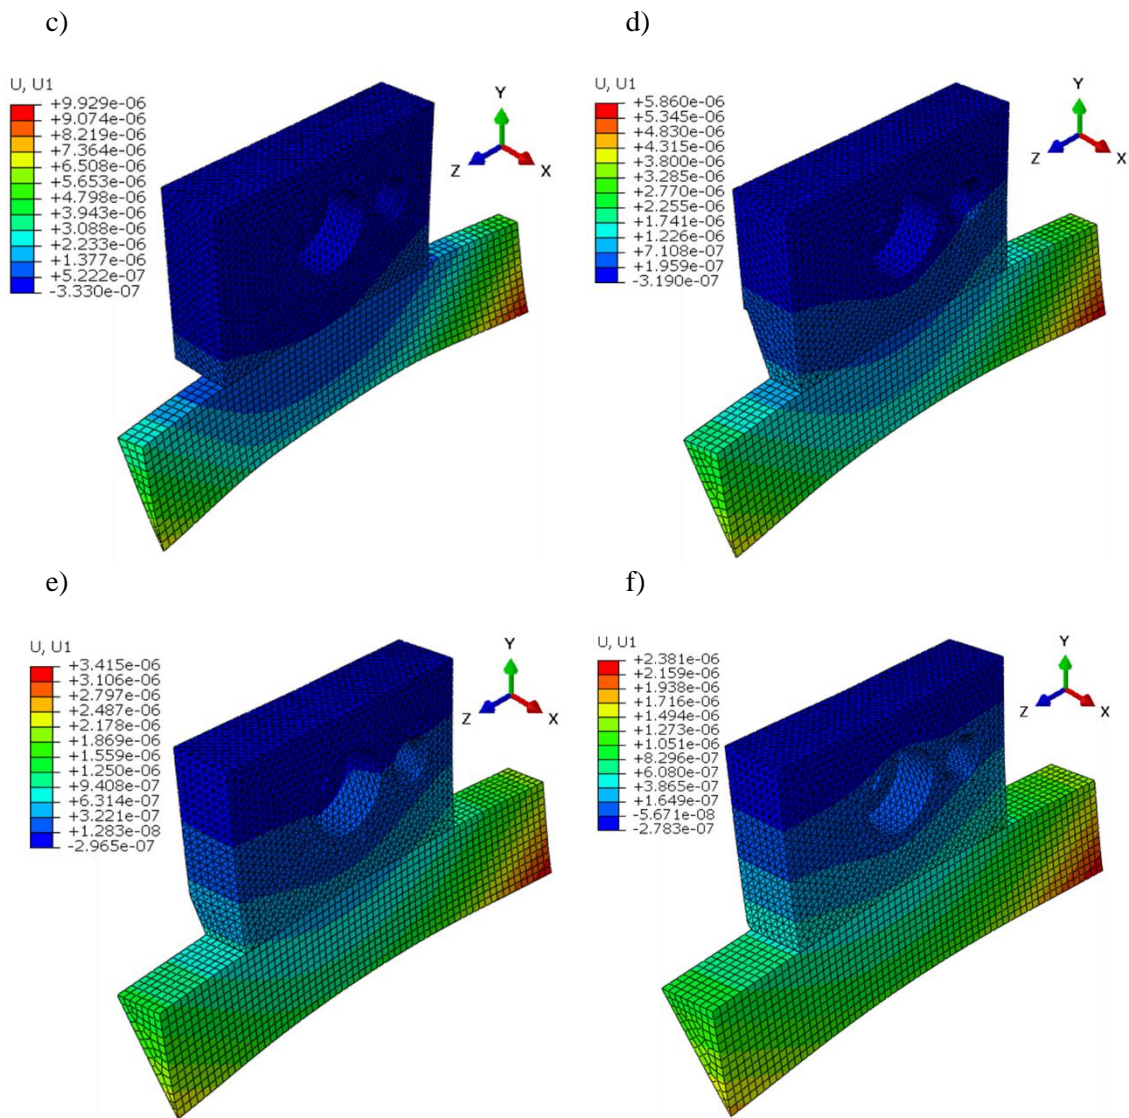 c)
U, U1
+9.929e-06
+9.074e-06
+8.219e-06
+7.364e-06
+6.508e-06
+5.653e-06
+4.798e-06
+3.943e-06
+3.088e-06
+2.233e-06
+1.377e-06
+5.222e-07
-3.330e-07
Y
Z
X
d)
U, U1
+5.860e-06
+5.345e-06
+4.830e-06
+4.315e-06
+3.800e-06
+3.285e-06
+2.770e-06
+2.255e-06
+1.741e-06
+1.226e-06
+7.108e-07
+1.959e-07
-3.190e-07
Y
Z
X
e)
U, U1
+3.415e-06
+3.106e-06
+2.797e-06
+2.487e-06
+2.178e-06
+1.869e-06
+1.559e-06
+1.250e-06
+9.408e-07
+6.314e-07
+3.221e-07
+1.283e-08
-2.965e-07
Y
Z
X
f)
U, U1
+2.381e-06
+2.159e-06
+1.938e-06
+1.716e-06
+1.494e-06
+1.273e-06
+1.051e-06
+8.296e-07
+6.080e-07
+3.865e-07
+1.649e-07
-5.671e-08
-2.783e-07
Y
Z
X